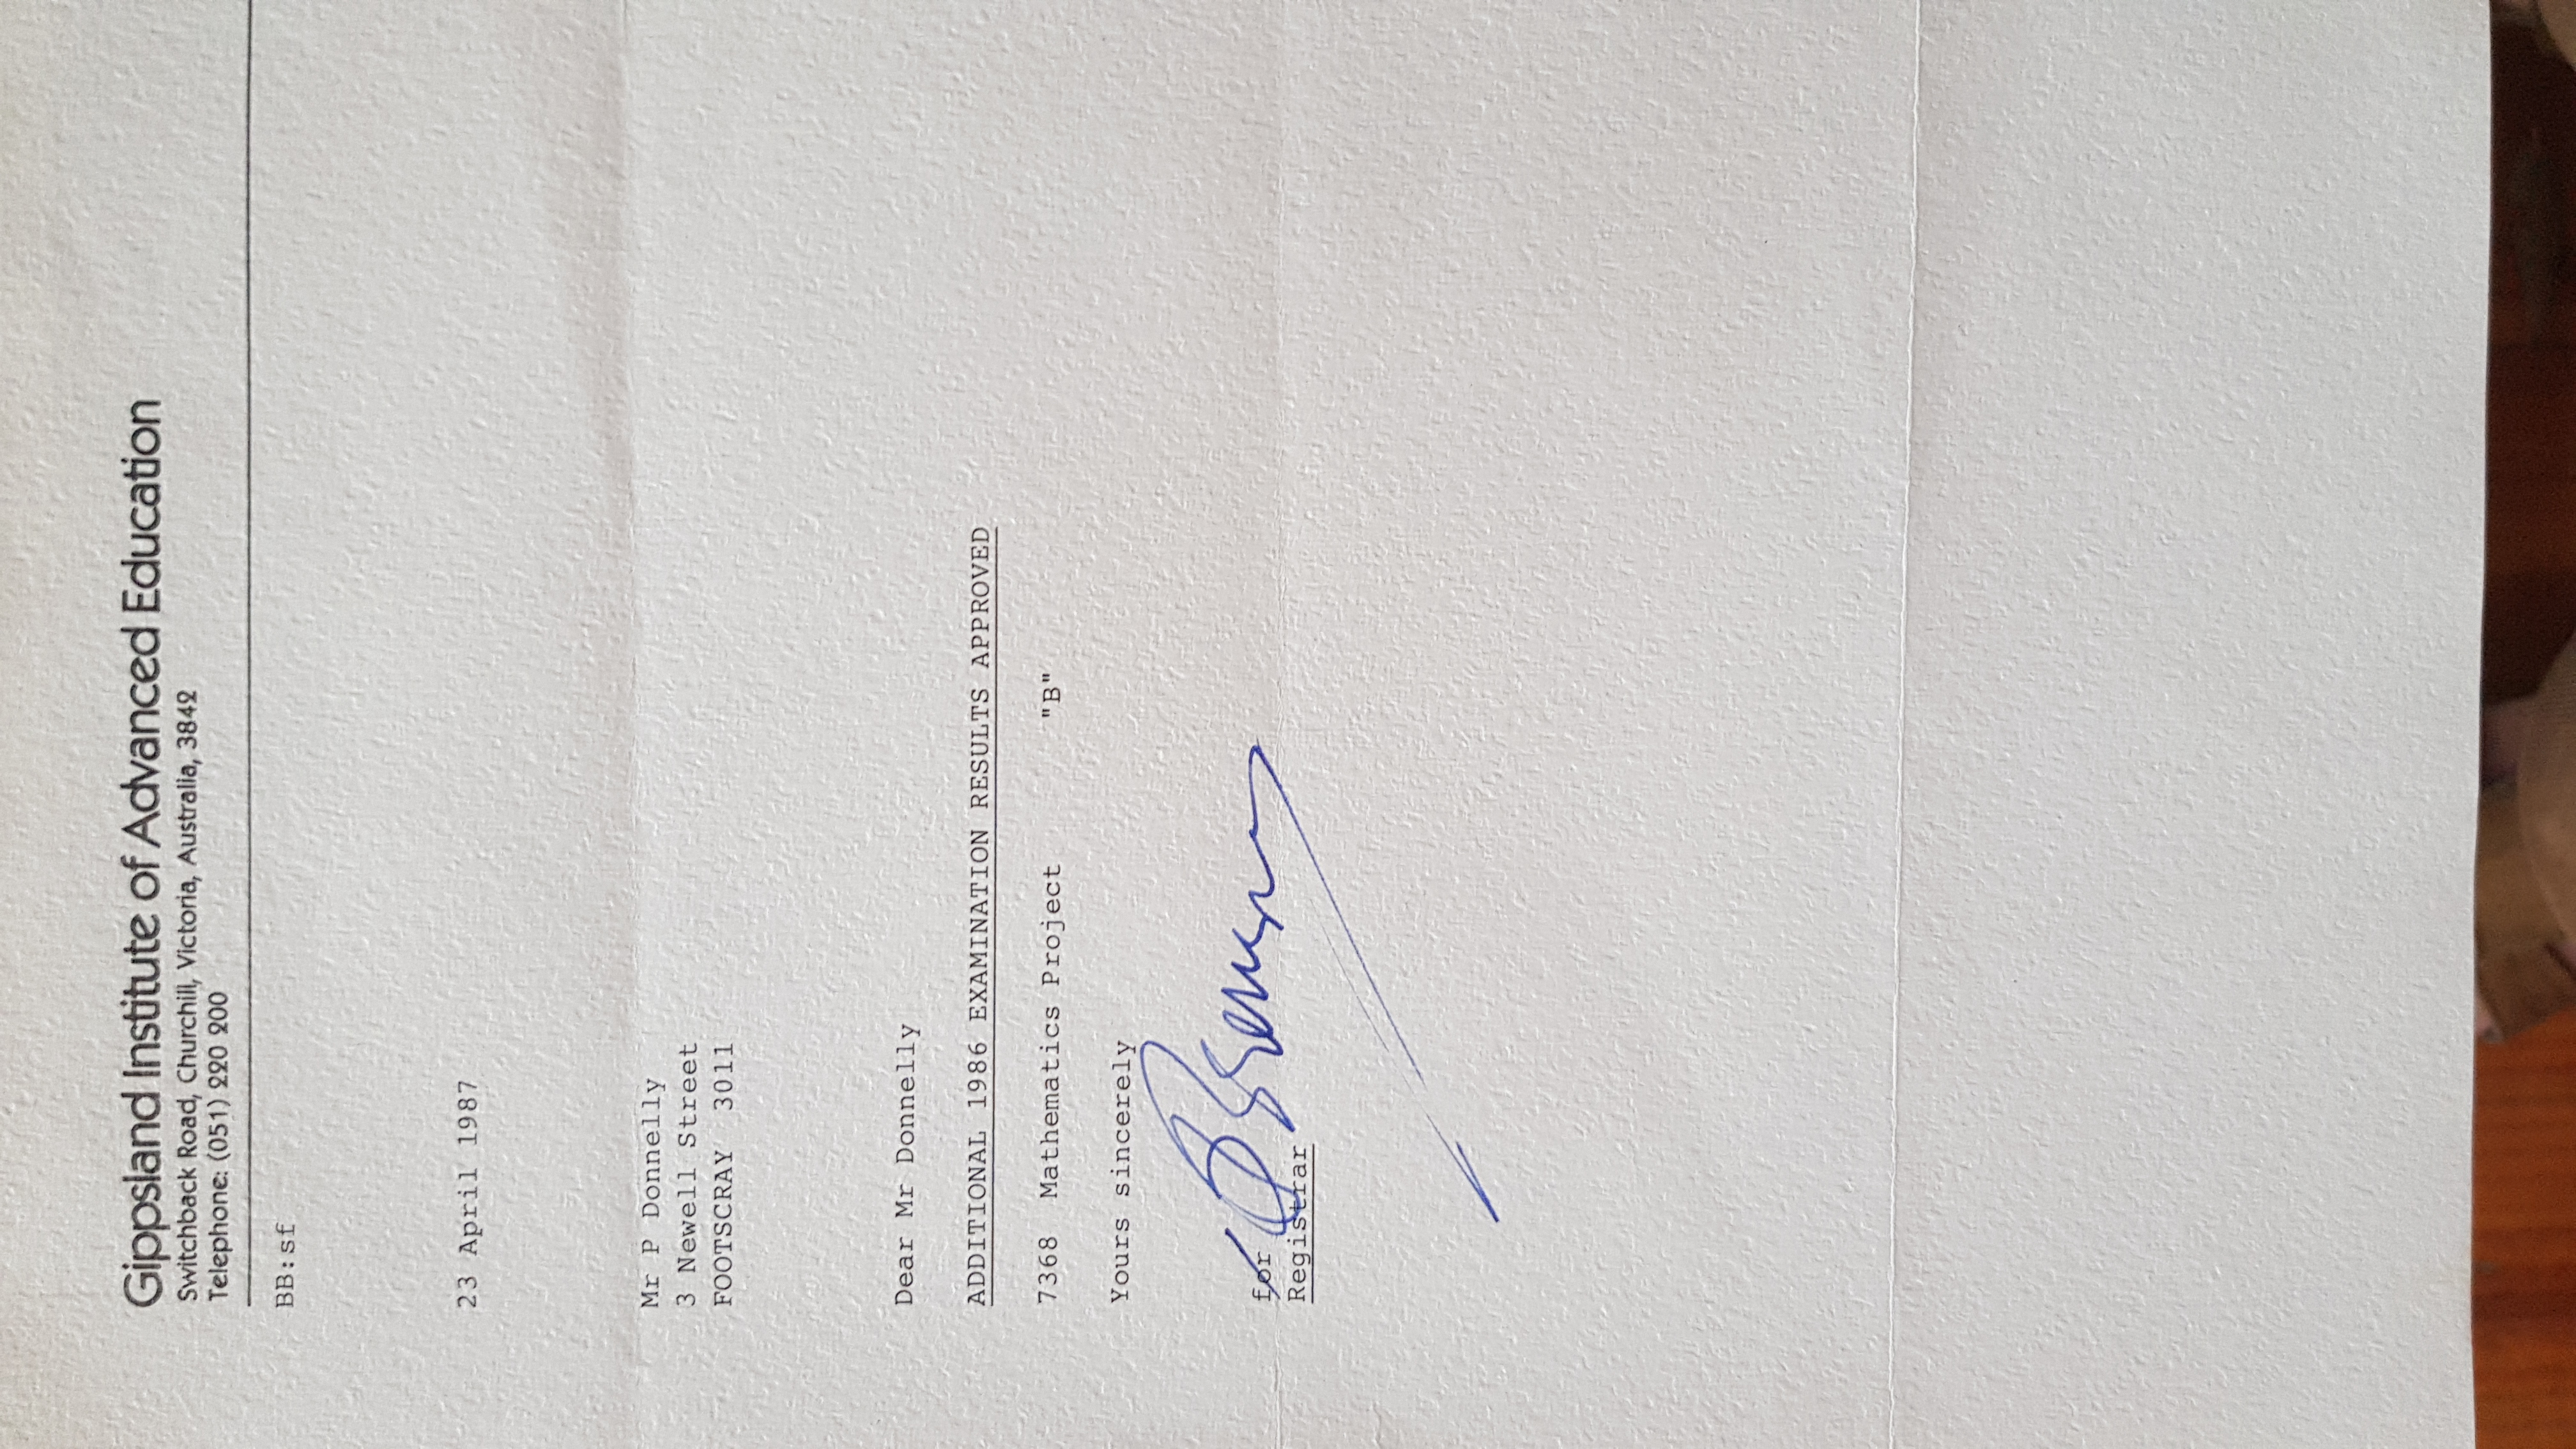 Gippsland Institute of Advanced Education
Switchback Road, Churchill, Victoria, Australia, 3842
Telephone: (051) 220 200
BB:sf
23 April 1987
Mr P Donnelly
3 Newell Street
FOOTSCRAY 3011
Dear Mr Donnelly
ADDITIONAL 1986 EXAMINATION RESULTS APPROVED
7368 Mathematics Project "B"
Yours sincerely
for
Registrar